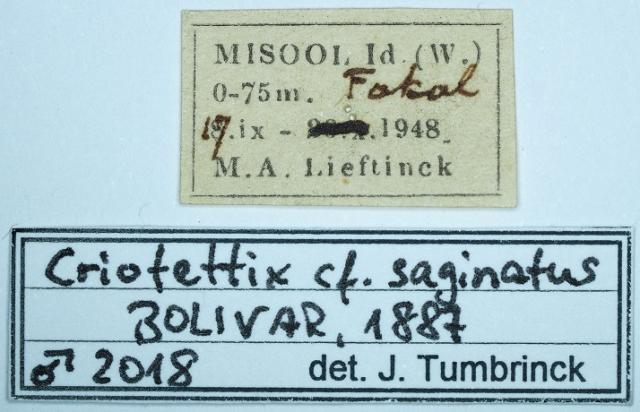 MISOOL Id. (W.)
0-75m. Fakal
17.ix - 1948.
M.A. Lieftinck
Criotettix cf. saginatus
BOLIVAR, 1887
♂ 2018 det. J. Tumbrinck